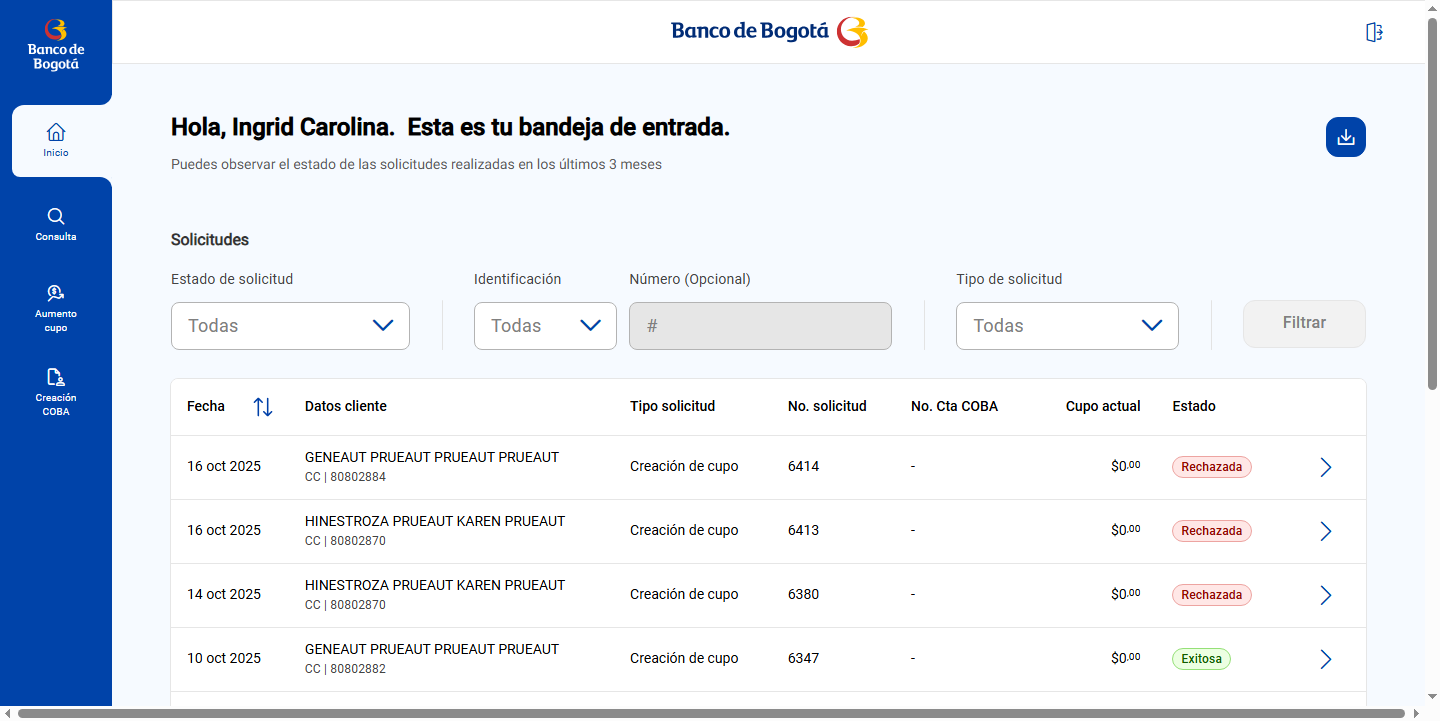 Banco de
Bogotá
Banco de Bogotá
Inicio
Consulta
Aumento
cupo
Creación
COBA
Hola, Ingrid Carolina.  Esta es tu bandeja de entrada.
Puedes observar el estado de las solicitudes realizadas en los últimos 3 meses
Solicitudes
Estado de solicitud Identificación Número (Opcional) Tipo de solicitud
Todas Todas # Todas Filtrar
Fecha Datos cliente Tipo solicitud No. solicitud No. Cta COBA Cupo actual Estado
16 oct 2025 GENEAUT PRUEAUT PRUEAUT PRUEAUT Creación de cupo 6414 - $0.00 Rechazada
CC | 80802884
16 oct 2025 HINESTROZA PRUEAUT KAREN PRUEAUT Creación de cupo 6413 - $0.00 Rechazada
CC | 80802870
14 oct 2025 HINESTROZA PRUEAUT KAREN PRUEAUT Creación de cupo 6380 - $0.00 Rechazada
CC | 80802870
10 oct 2025 GENEAUT PRUEAUT PRUEAUT PRUEAUT Creación de cupo 6347 - $0.00 Exitosa
CC | 80802882